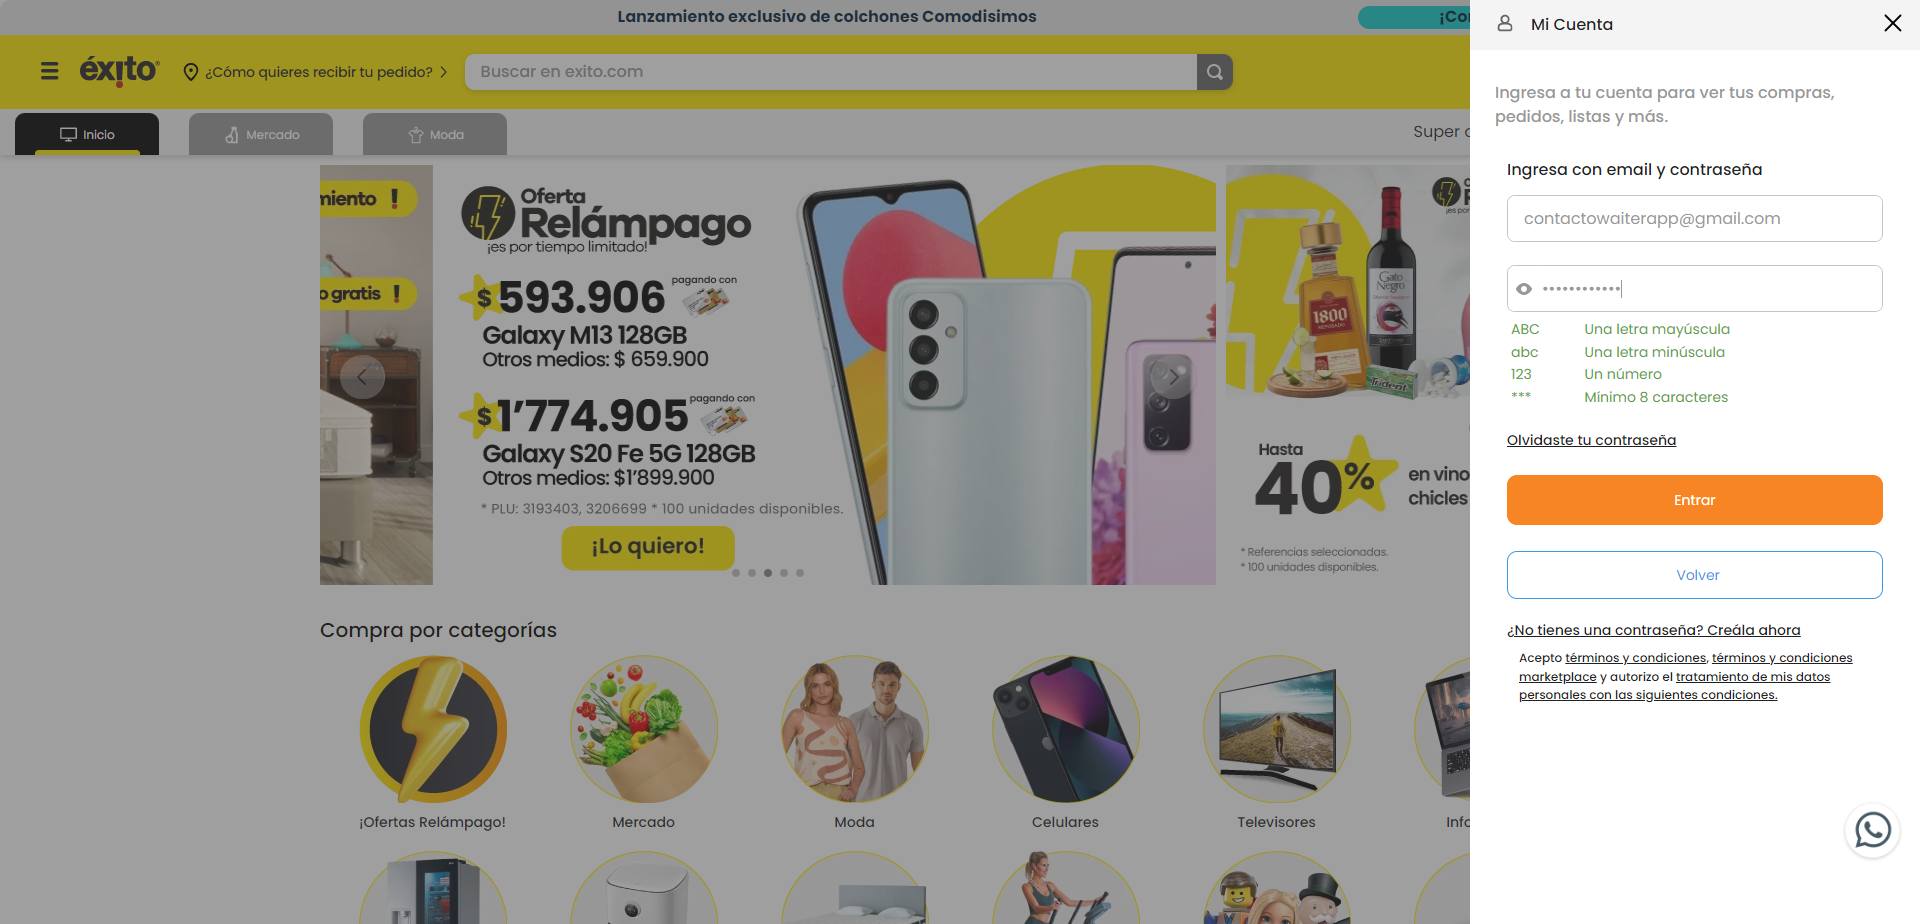 Lanzamiento exclusivo de colchones Comodisimos
éxito
¿Cómo quieres recibir tu pedido?
Buscar en exito.com
Inicio
Mercado
Moda
miento !
o gratis !
Oferta
Relámpago
¡es por tiempo limitado!
$593.906
pagando con
Galaxy M13 128GB
Otros medios: $ 659.900
$1’774.905
pagando con
Galaxy S20 Fe 5G 128GB
Otros medios: $1’899.900
* PLU: 3193403, 3206699 * 100 unidades disponibles.
¡Lo quiero!
Gato
Negro
1800
Trident
Hasta
40%
en vino
chicles
* Referencias seleccionadas.
* 100 unidades disponibles.
Compra por categorías
¡Ofertas Relámpago!
Mercado
Moda
Celulares
Televisores
Info
Super
Mi Cuenta
Ingresa a tu cuenta para ver tus compras,
pedidos, listas y más.
Ingresa con email y contraseña
contactowaiterapp@gmail.com
••••••••••••
ABC Una letra mayúscula
abc Una letra minúscula
123 Un número
*** Mínimo 8 caracteres
Olvidaste tu contraseña
Entrar
Volver
¿No tienes una contraseña? Creála ahora
Acepto términos y condiciones, términos y condiciones
marketplace y autorizo el tratamiento de mis datos
personales con las siguientes condiciones.